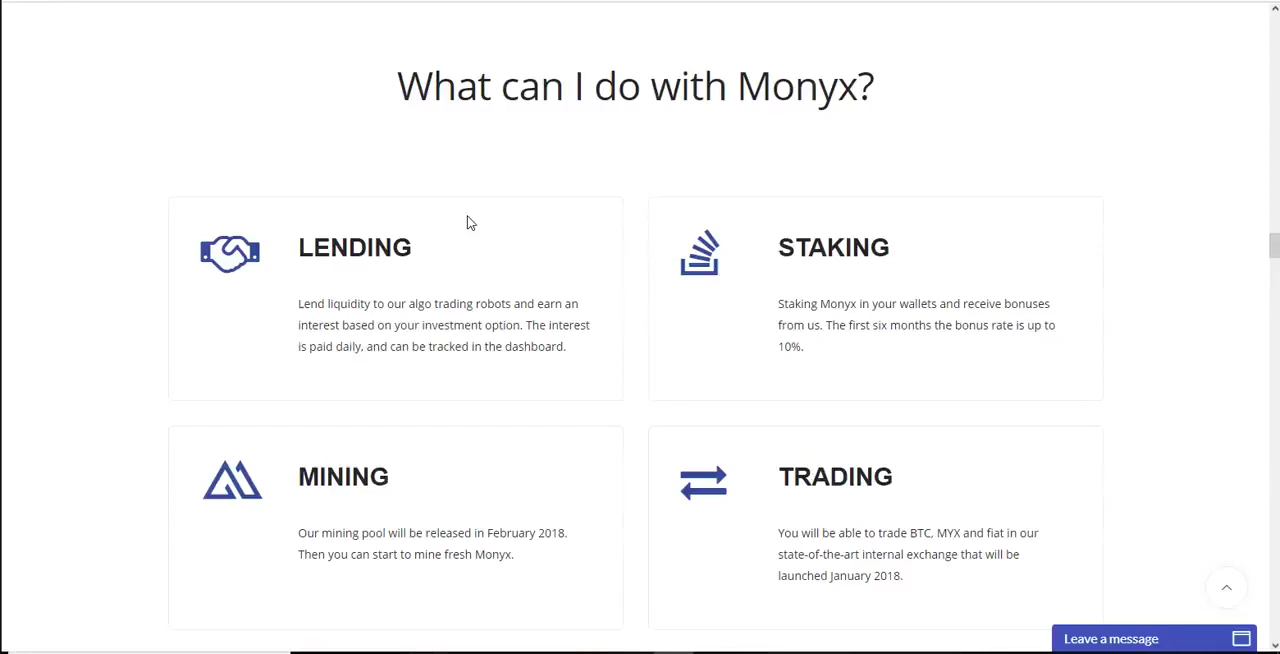 What can I do with Monyx?
LENDING
Lend liquidity to our algo trading robots and earn an
interest based on your investment option. The interest
is paid daily, and can be tracked in the dashboard.
STAKING
Staking Monyx in your wallets and receive bonuses
from us. The first six months the bonus rate is up to
10%.
MINING
Our mining pool will be released in February 2018.
Then you can start to mine fresh Monyx.
TRADING
You will be able to trade BTC, MYX and fiat in our
state-of-the-art internal exchange that will be
launched January 2018.
Leave a message